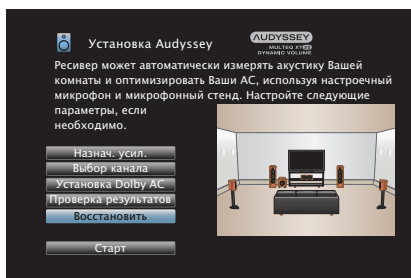 Установка Audyssey
AUDYSSEY
MULTEQ XT32
DYNAMIC VOLUME
Ресивер может автоматически измерять акустику Вашей
комнаты и оптимизировать Ваши АС, используя настроечный
микрофон и микрофонный стенд. Настройте следующие
параметры, если
необходимо.
Назнач. усил.
Выбор канала
Установка Dolby АС
Проверка результатов
Восстановить
Старт